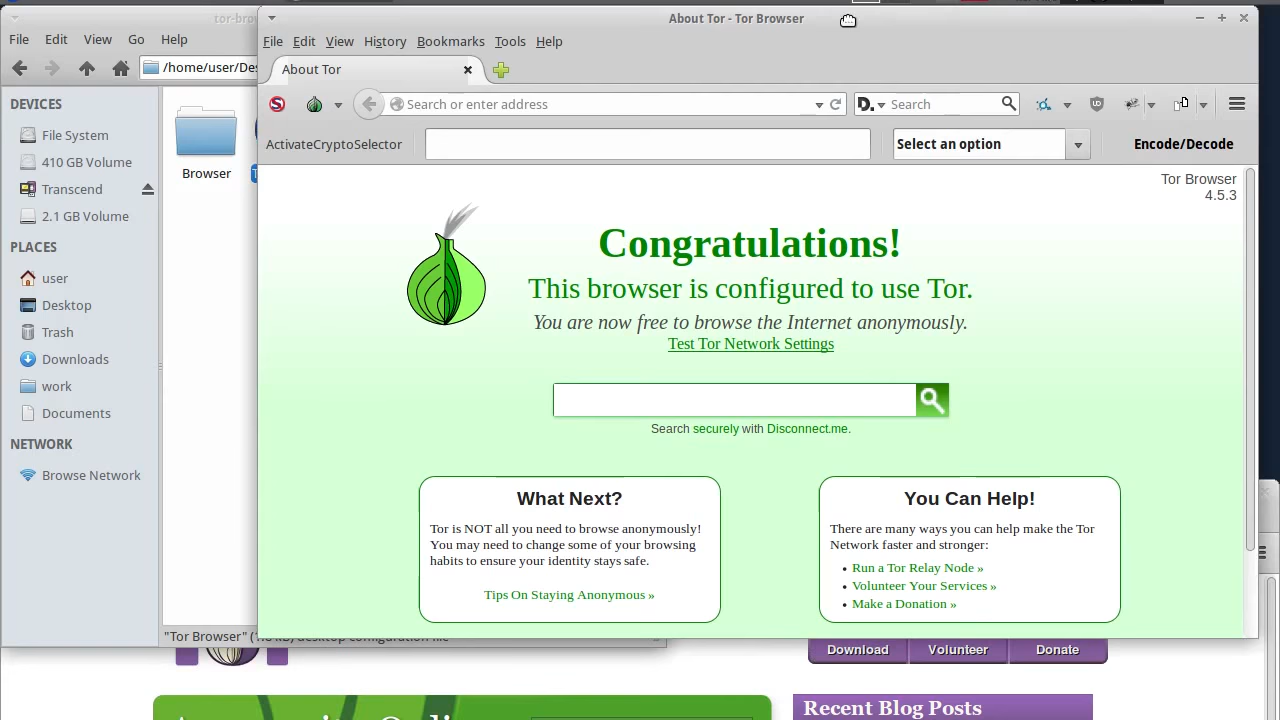 tor-brow
File Edit View Go Help
/home/user/Des
DEVICES
File System
410 GB Volume
Transcend
2.1 GB Volume
PLACES
user
Desktop
Trash
Downloads
work
Documents
NETWORK
Browse Network
Browser
About Tor - Tor Browser
File Edit View History Bookmarks Tools Help
About Tor
Search or enter address
D. Search
ActivateCryptoSelector
Select an option
Encode/Decode
Tor Browser
4.5.3
Congratulations!
This browser is configured to use Tor.
You are now free to browse the Internet anonymously.
Test Tor Network Settings
Search securely with Disconnect.me.
What Next?
Tor is NOT all you need to browse anonymously!
You may need to change some of your browsing
habits to ensure your identity stays safe.
Tips On Staying Anonymous »
You Can Help!
There are many ways you can help make the Tor
Network faster and stronger:
• Run a Tor Relay Node »
• Volunteer Your Services »
• Make a Donation »
"Tor Browser" desktop configuration file
Download Volunteer Donate
Recent Blog Posts